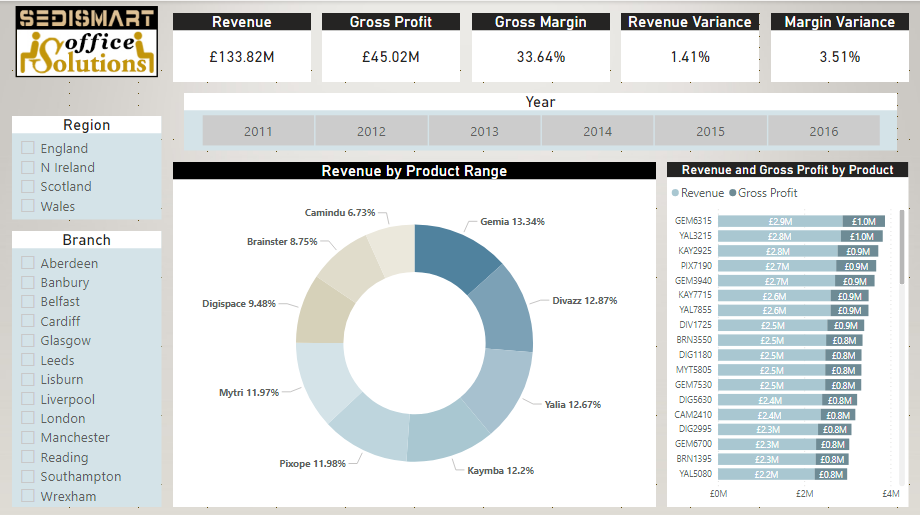 SEDISMART
office
Solutions
Revenue
£133.82M
Gross Profit
£45.02M
Gross Margin
33.64%
Revenue Variance
1.41%
Margin Variance
3.51%
Year
2011 2012 2013 2014 2015 2016
Region
England
N Ireland
Scotland
Wales
Branch
Aberdeen
Banbury
Belfast
Cardiff
Glasgow
Leeds
Lisburn
Liverpool
London
Manchester
Reading
Southampton
Wrexham
Revenue by Product Range
Camindu 6.73%
Gemia 13.34%
Brainster 8.75%
Divazz 12.87%
Digispace 9.48%
Yalia 12.67%
Mytri 11.97%
Pixope 11.98%
Kaymba 12.2%
Revenue and Gross Profit by Product
Revenue Gross Profit
GEM6315 £2.9M £1.0M
YAL3215 £2.8M £1.0M
KAY2925 £2.8M £0.9M
PIX7190 £2.7M £0.9M
GEM3940 £2.7M £0.9M
KAY7715 £2.6M £0.9M
YAL7855 £2.6M £0.9M
DIV1725 £2.5M £0.9M
BRN3550 £2.5M £0.8M
DIG1180 £2.5M £0.8M
MYT5805 £2.5M £0.8M
GEM7530 £2.5M £0.8M
DIG5630 £2.4M £0.8M
CAM2410 £2.4M £0.8M
DIG2995 £2.3M £0.8M
GEM6700 £2.3M £0.8M
BRN1395 £2.3M £0.8M
YAL5080 £2.2M £0.8M
£0M £2M £4M